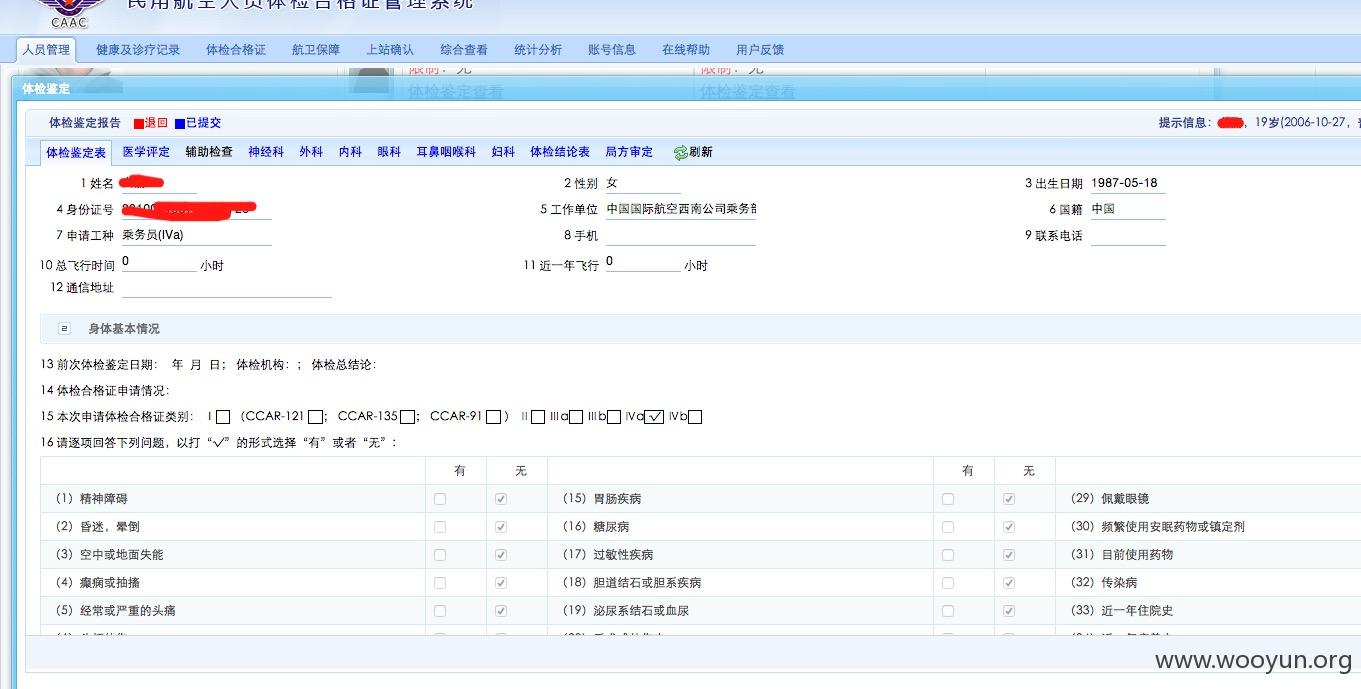 民用航空人员体检合格证管理系统
CAAC
人员管理 健康及诊疗记录 体检合格证 航卫保障 上站确认 综合查看 统计分析 账号信息 在线帮助 用户反馈
限制: 无 限制: 无
体检鉴定查看 体检鉴定查看
体检鉴定
体检鉴定报告 退回 已提交 提示信息: ,19岁(2006-10-27,
体检鉴定表 医学评定 辅助检查 神经科 外科 内科 眼科 耳鼻咽喉科 妇科 体检结论表 局方审定 刷新
1 姓名 2 性别 女 3 出生日期 1987-05-18
4 身份证号 5 工作单位 中国国际航空西南公司乘务 6 国籍 中国
7 申请工种 乘务员(IVa) 8 手机 9 联系电话
10 总飞行时间 0 小时 11 近一年飞行 0 小时
12 通信地址
身体基本情况
13 前次体检鉴定日期: 年 月 日; 体检机构: ; 体检总结论:
14 体检合格证申请情况:
15 本次申请体检合格证类别: I (CCAR-121 ; CCAR-135 ; CCAR-91 ) II IIIa IIIb IVa ✓ IVb
16 请逐项回答下列问题,以打“✓”的形式选择“有”或者“无”:
有 无 有 无
(1) 精神障碍 (15) 胃肠疾病 (29) 佩戴眼镜
(2) 昏迷,晕倒 (16) 糖尿病 (30) 频繁使用安眠药物或镇定剂
(3) 空中或地面失能 (17) 过敏性疾病 (31) 目前使用药物
(4) 癫痫或抽搐 (18) 胆道结石或胆系疾病 (32) 传染病
(5) 经常或严重的头痛 (19) 泌尿系结石或血尿 (33) 近一年住院史
www.wooyun.org